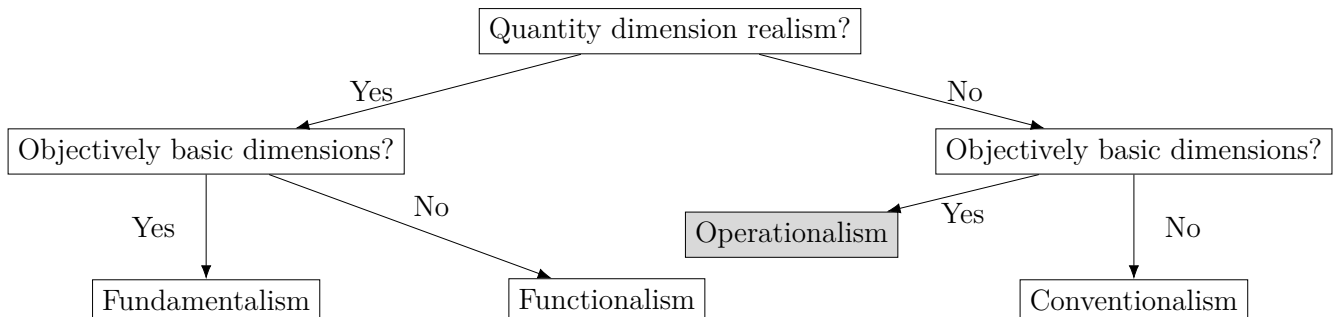 Quantity dimension realism?
Yes
No
Objectively basic dimensions?
Objectively basic dimensions?
Yes
No
Yes
No
Operationalism
Fundamentalism
Functionalism
Conventionalism